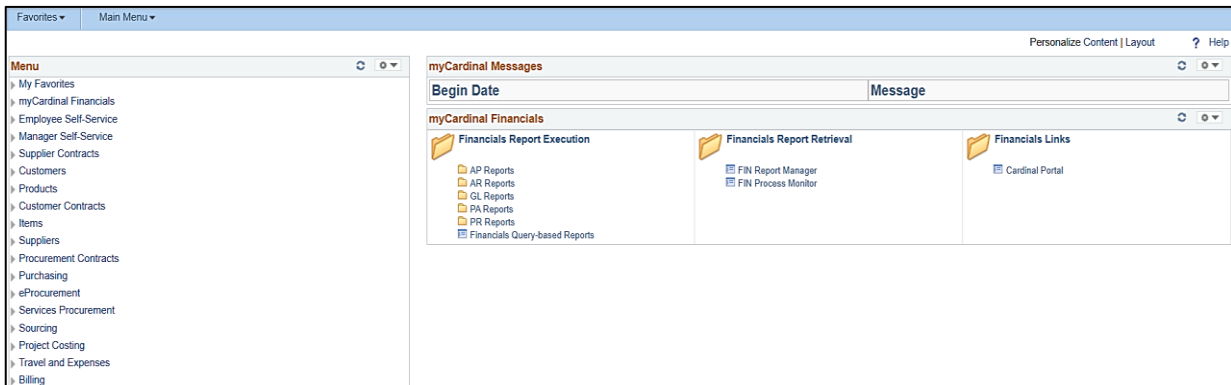 Favorites Main Menu
Personalize Content | Layout ? Help
Menu
My Favorites
myCardinal Financials
Employee Self-Service
Manager Self-Service
Supplier Contracts
Customers
Products
Customer Contracts
Items
Suppliers
Procurement Contracts
Purchasing
eProcurement
Services Procurement
Sourcing
Project Costing
Travel and Expenses
Billing
myCardinal Messages
Begin Date Message
myCardinal Financials
Financials Report Execution
AP Reports
AR Reports
GL Reports
PA Reports
PR Reports
Financials Query-based Reports
Financials Report Retrieval
FIN Report Manager
FIN Process Monitor
Financials Links
Cardinal Portal